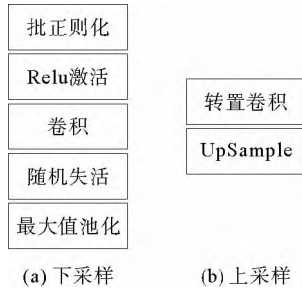 批正则化
Relu激活
卷积
随机失活
最大值池化
(a) 下采样
转置卷积
UpSample
(b) 上采样